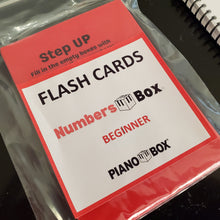 Step UP
Fill in the empty boxes with
FLASH CARDS
Numbers Box
BEGINNER
PIANO BOX